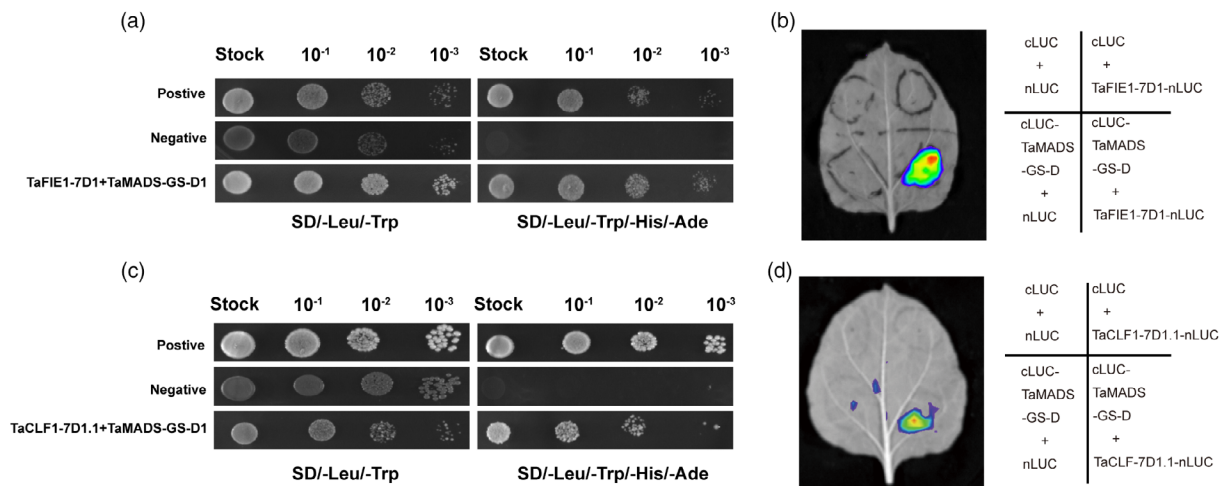 (a)
Stock 10-1 10-2 10-3 Stock 10-1 10-2 10-3
Postive
Negative
TaFIE1-7D1+TaMADS-GS-D1
SD/-Leu/-Trp SD/-Leu/-Trp/-His/-Ade
(b)
cLUC cLUC
+ +
nLUC TaFIE1-7D1-nLUC
cLUC- cLUC-
TaMADS TaMADS
-GS-D -GS-D
+ +
nLUC TaFIE1-7D1-nLUC
(c)
Stock 10-1 10-2 10-3 Stock 10-1 10-2 10-3
Postive
Negative
TaCLF1-7D1.1+TaMADS-GS-D1
SD/-Leu/-Trp SD/-Leu/-Trp/-His/-Ade
(d)
cLUC cLUC
+ +
nLUC TaCLF1-7D1.1-nLUC
cLUC- cLUC-
TaMADS TaMADS
-GS-D -GS-D
+ +
nLUC TaCLF-7D1.1-nLUC